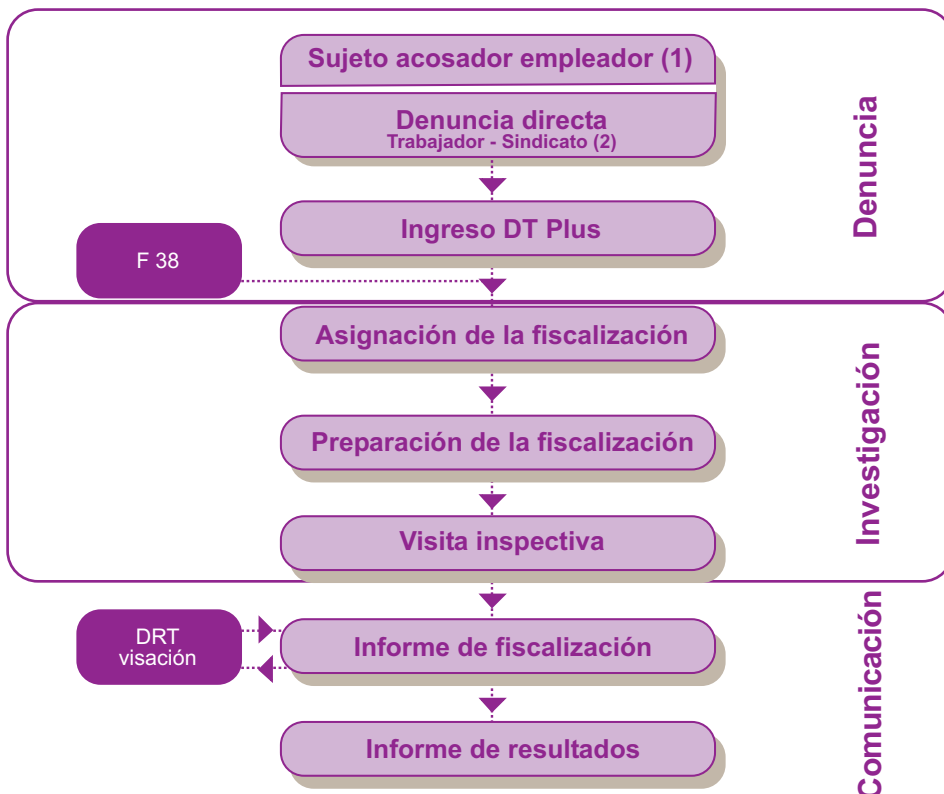 Sujeto acosador empleador (1)
Denuncia directa
Trabajador - Sindicato (2)
Ingreso DT Plus
F 38
Denuncia
Asignación de la fiscalización
Preparación de la fiscalización
Visita inspectiva
Investigación
DRT
visación
Informe de fiscalización
Informe de resultados
Comunicación